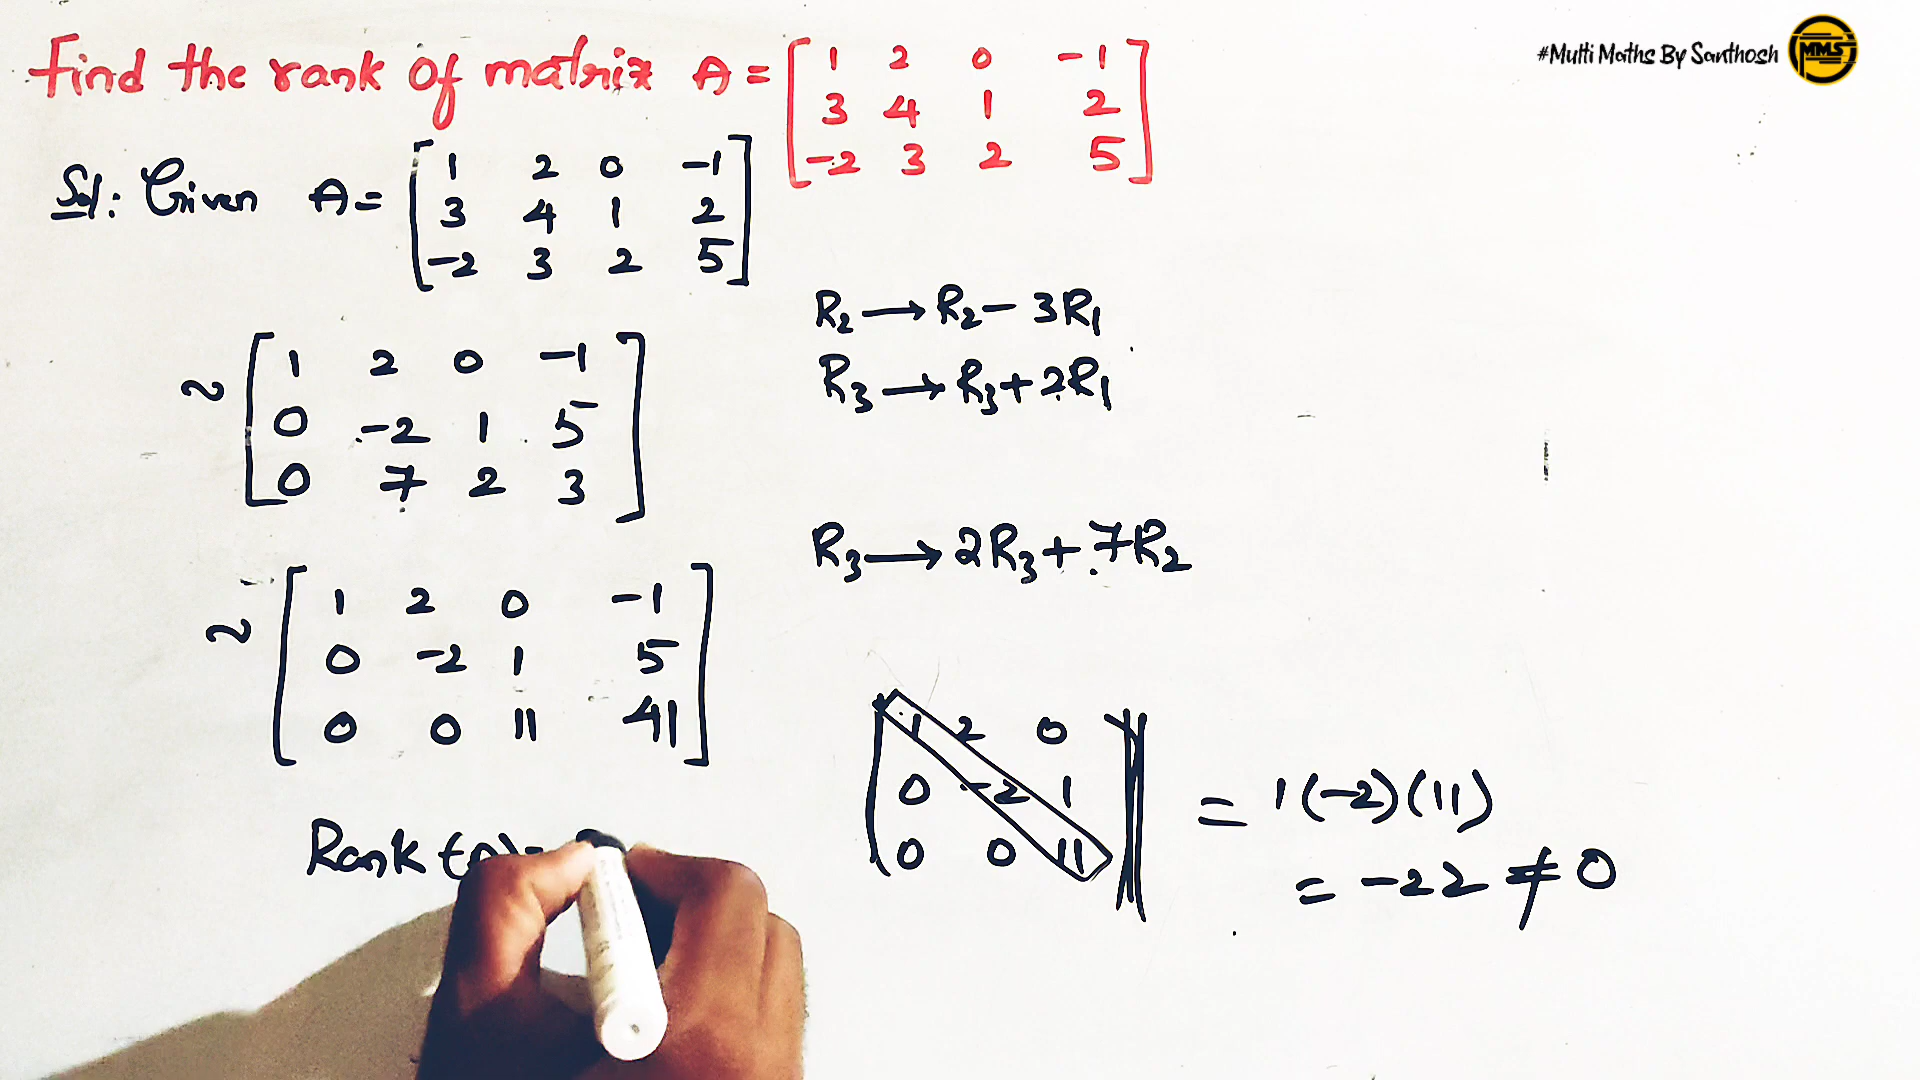 Find the rank of matrix A = [1 2 0 -1
3 4 1 2
-2 3 2 5]
#Multi Maths By Santhosh
MMS
Sol: Given A = [1 2 0 -1
3 4 1 2
-2 3 2 5]
R2 → R2 - 3R1
R3 → R3 + 2R1
~ [1 2 0 -1
0 -2 1 5
0 7 2 3]
R3 → 2R3 + 7R2
~ [1 2 0 -1
0 -2 1 5
0 0 11 41]
|1 2 0
0 -2 1
0 0 11| = 1(-2)(11)
= -22 ≠ 0
Rank (A) =